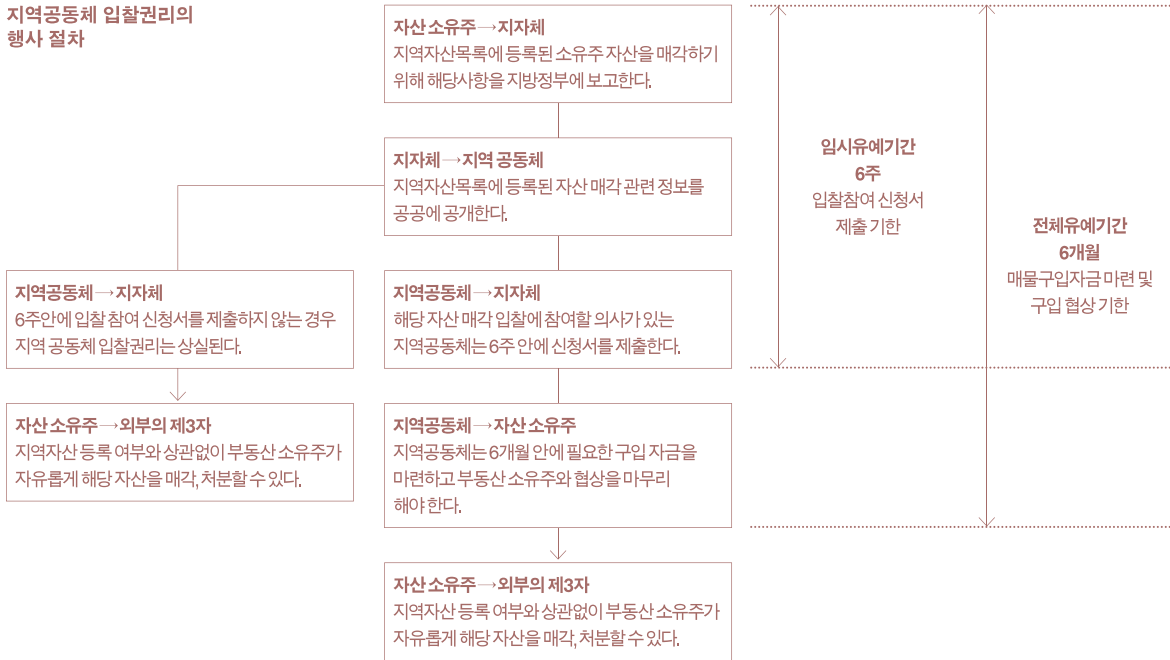 지역공동체 입찰권리의
행사 절차
자산 소유주→지자체
지역자산목록에 등록된 소유주 자산을 매각하기
위해 해당사항을 지방정부에 보고한다.
지자체→지역 공동체
지역자산목록에 등록된 자산 매각 관련 정보를
공공에 공개한다.
지역공동체→지자체
6주안에 입찰 참여 신청서를 제출하지 않는 경우
지역 공동체 입찰권리는 상실된다.
자산 소유주→외부의 제3자
지역자산 등록 여부와 상관없이 부동산 소유주가
자유롭게 해당 자산을 매각, 처분할 수 있다.
지역공동체→지자체
해당 자산 매각 입찰에 참여할 의사가 있는
지역공동체는 6주 안에 신청서를 제출한다.
지역공동체→자산 소유주
지역공동체는 6개월 안에 필요한 구입 자금을
마련하고 부동산 소유주와 협상을 마무리
해야 한다.
자산 소유주→외부의 제3자
지역자산 등록 여부와 상관없이 부동산 소유주가
자유롭게 해당 자산을 매각, 처분할 수 있다.
임시유예기간
6주
입찰참여 신청서
제출 기한
전체유예기간
6개월
매물구입자금 마련 및
구입 협상 기한